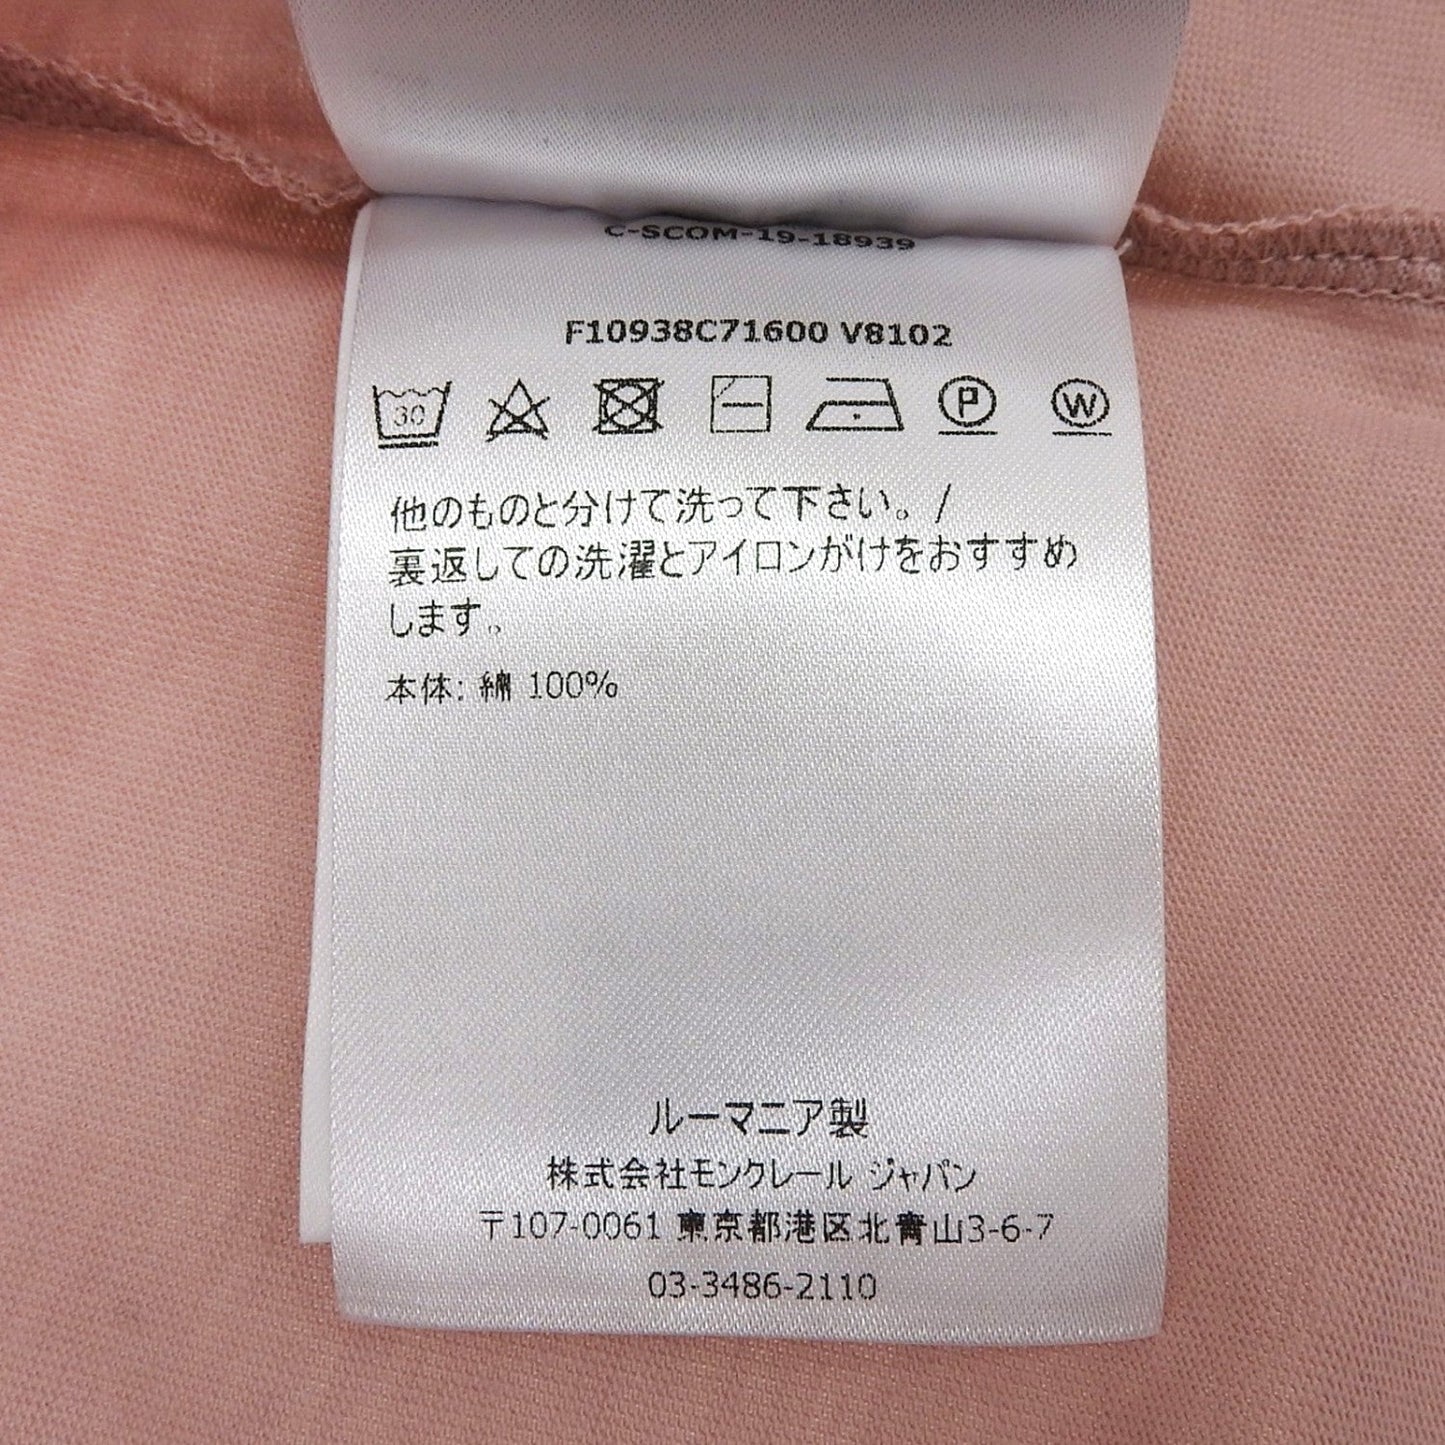 C-SCOM-19-18939
F10938C71600 V8102
30 P W
他のものと分けて洗って下さい。/
裏返しての洗濯とアイロンがけをおすすめ
します。
本体: 綿 100%
ルーマニア製
株式会社モンクレール ジャパン
〒107-0061 東京都港区北青山3-6-7
03-3486-2110